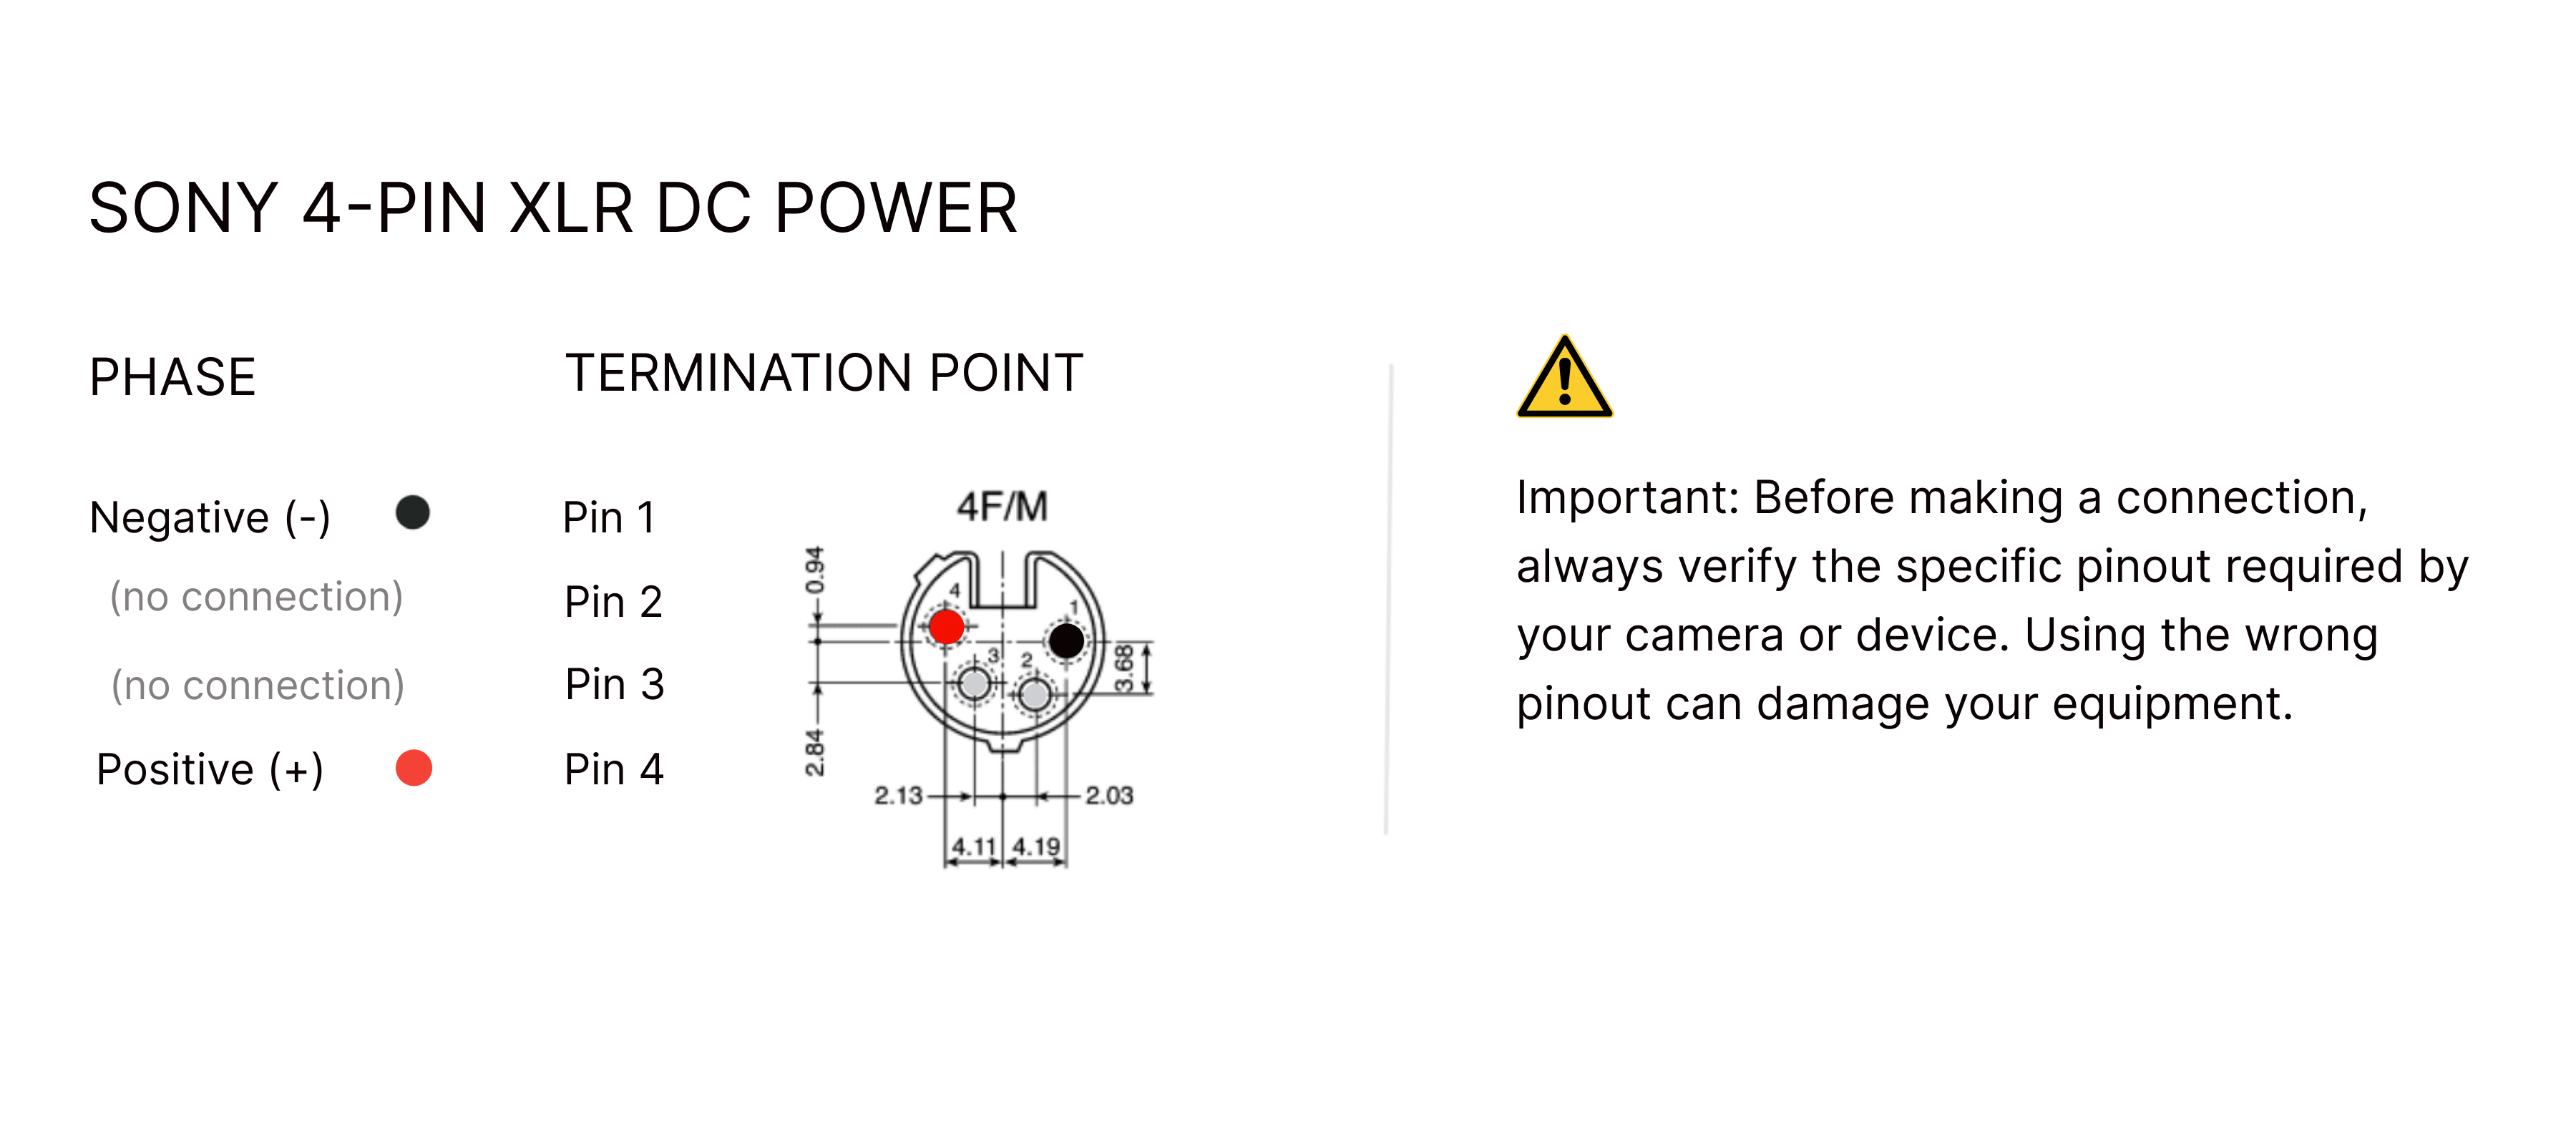 SONY 4-PIN XLR DC POWER
PHASE
TERMINATION POINT
Negative (-)
Pin 1
(no connection)
Pin 2
(no connection)
Pin 3
Positive (+)
Pin 4
4F/M
0.94
4
1
3
2
3.68
2.84
2.13
2.03
4.11
4.19
Important: Before making a connection,
always verify the specific pinout required by
your camera or device. Using the wrong
pinout can damage your equipment.